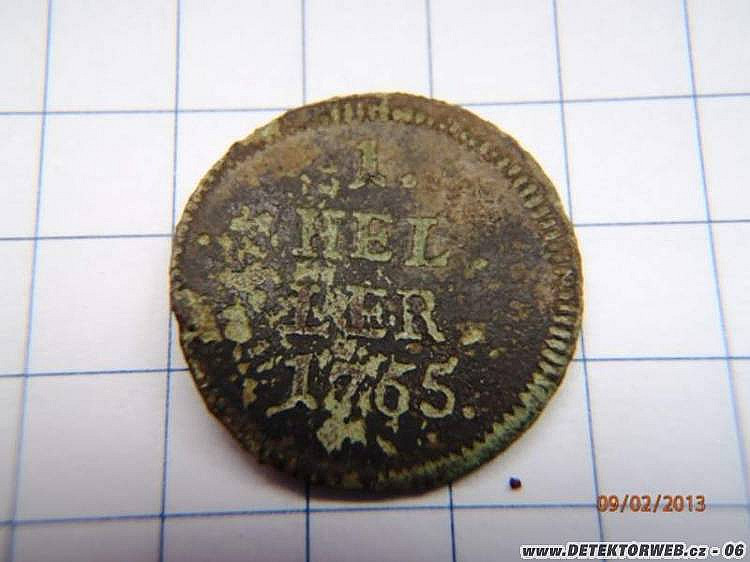 1.
HEL
LER
1765.
09/02/2013
www.DETEKTORWEB.cz - 06